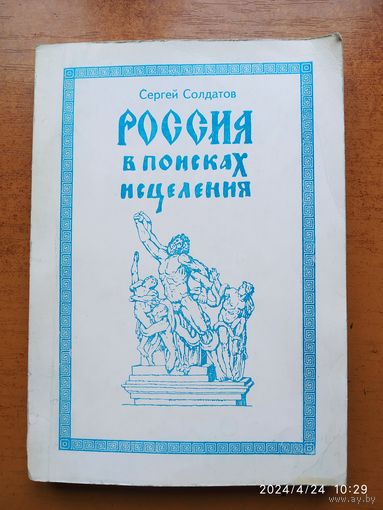 Сергей Солдатов
РОССИЯ
в поисках
исцеления
2024/4/24 10:29
www.ay.by